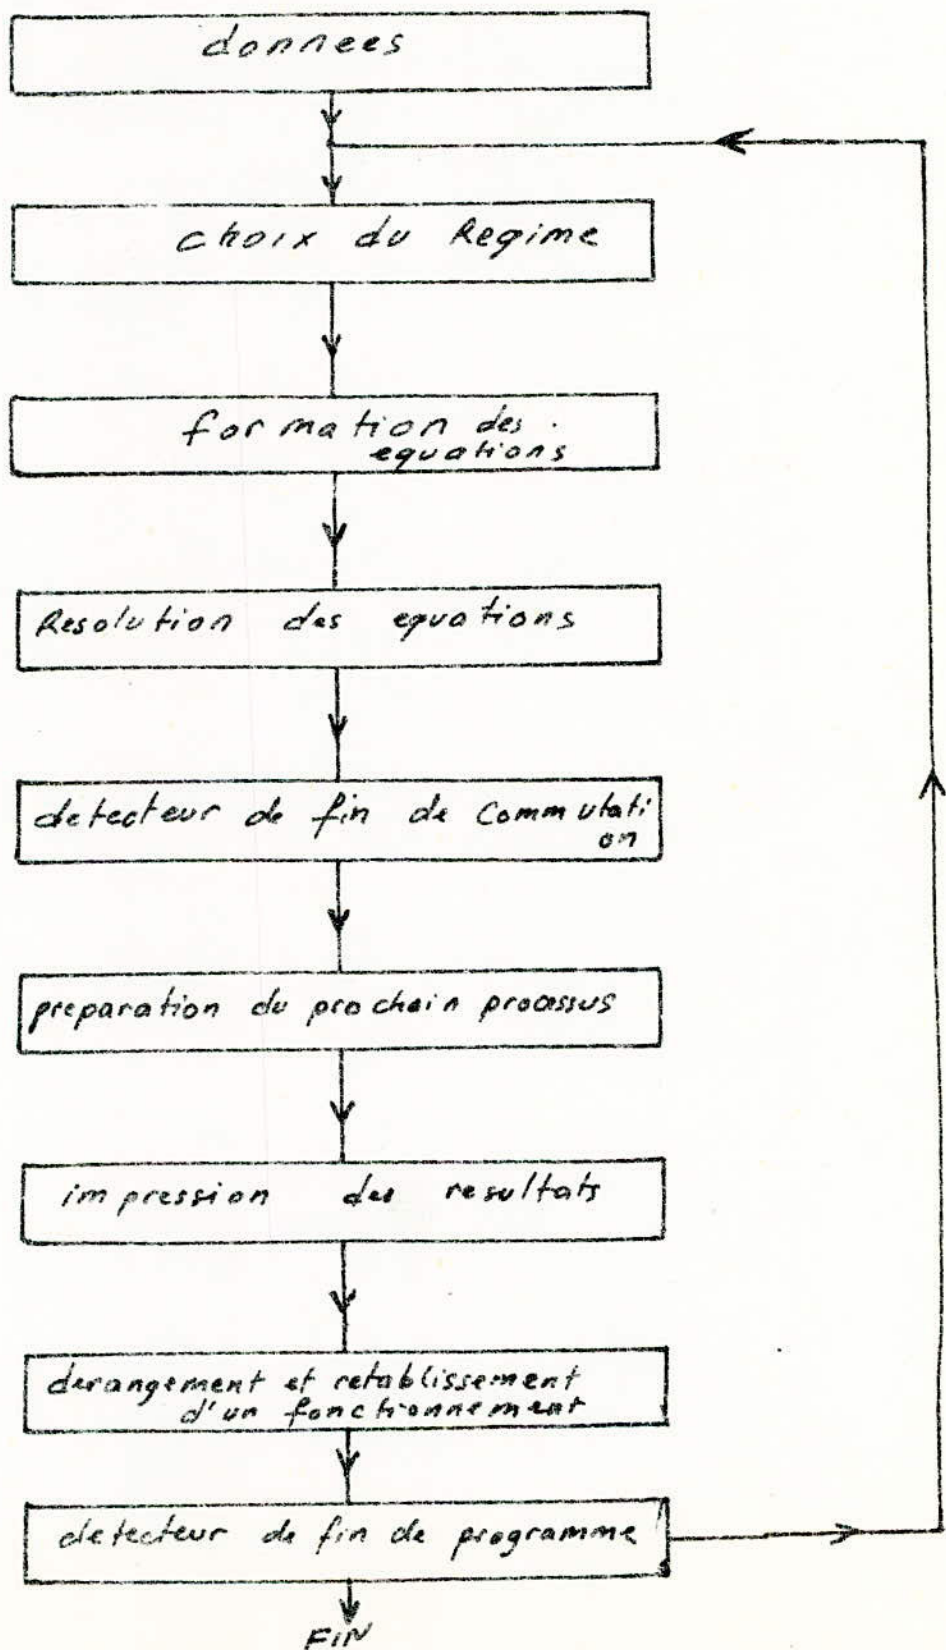 donnees
choix du Regime
formation des
equations
Resolution des equations
detecteur de fin de Commutati
on
preparation du prochain processus
impression des resultats
derangement et retablissement
d'un fonctionnement
detecteur de fin de programme
FIN